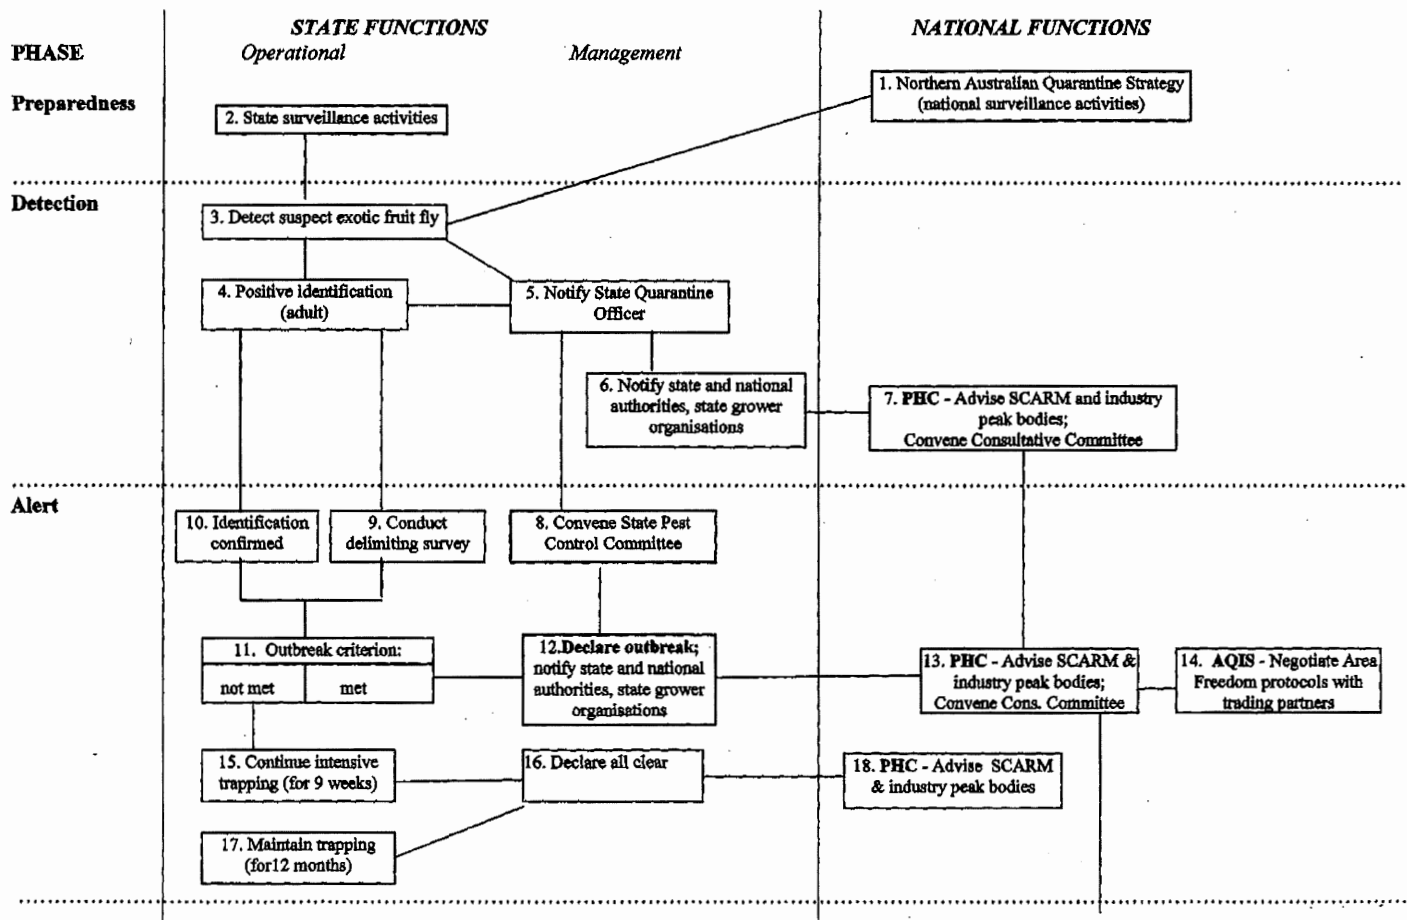 STATE FUNCTIONS
NATIONAL FUNCTIONS
PHASE
Operational
Management
Preparedness
1. Northern Australian Quarantine Strategy
(national surveillance activities)
2. State surveillance activities
Detection
3. Detect suspect exotic fruit fly
4. Positive identification
(adult)
5. Notify State Quarantine
Officer
6. Notify state and national
authorities, state grower
organisations
7. PHC - Advise SCARM and industry
peak bodies;
Convene Consultative Committee
Alert
10. Identification
confirmed
9. Conduct
delimiting survey
8. Convene State Pest
Control Committee
11. Outbreak criterion:
not met
met
12.Declare outbreak;
notify state and national
authorities, state grower
organisations
13. PHC - Advise SCARM &
industry peak bodies;
Convene Cons. Committee
14. AQIS - Negotiate Area
Freedom protocols with
trading partners
15. Continue intensive
trapping (for 9 weeks)
16. Declare all clear
18. PHC - Advise SCARM
& industry peak bodies
17. Maintain trapping
(for12 months)